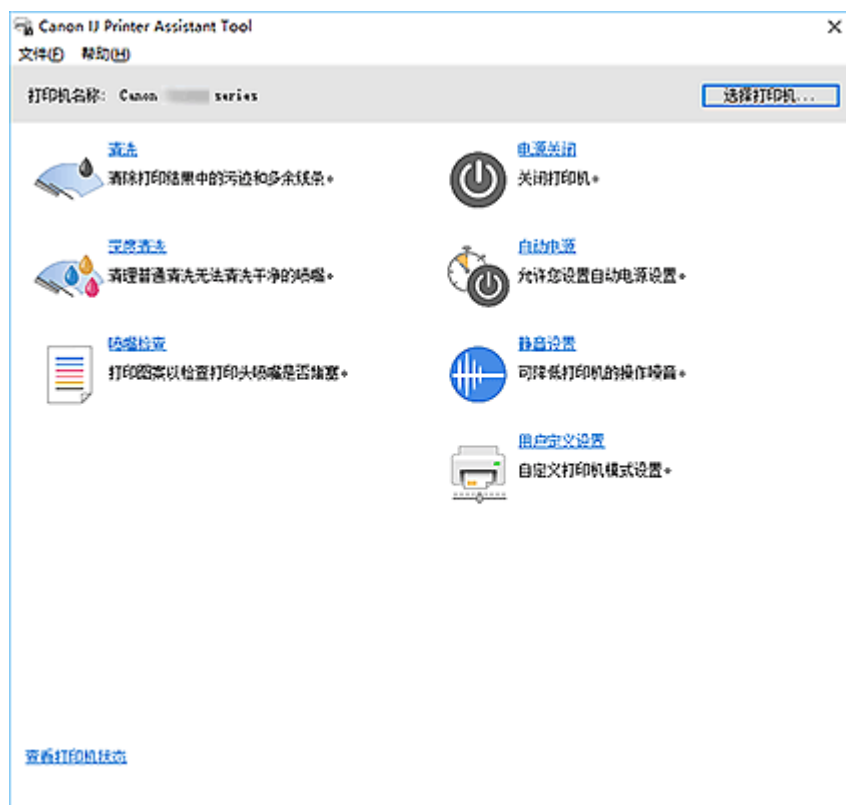 Canon IJ Printer Assistant Tool
文件(F) 帮助(H)
打印机名称: Canon series
选择打印机...
清洗
清除打印结果中的污迹和多余线条。
深度清洗
清理普通清洗无法清洗干净的喷嘴。
喷嘴检查
打印图案以检查打印头喷嘴是否堵塞。
电源关闭
关闭打印机。
自动电源
允许您设置自动电源设置。
静音设置
可降低打印机的操作噪音。
用户定义设置
自定义打印机模式设置。
查看打印机状态